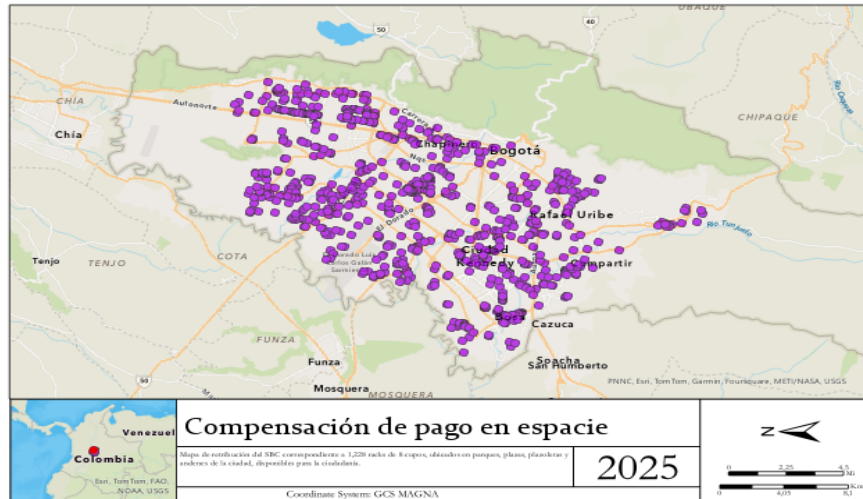 UBAQUE
50
CHÍA
Autonorte
Chía
Carrera
Chapinero
Bogotá
Nqs
CHIPAQUE
Rafael Uribe
Río Tunjuelo
El Dorado
Ciudad
Kennedy
Compartir
COTA
Tenjo
TENJO
Bosa
Cazuca
FUNZA
Funza
Soacha
San Humberto
50
Mosquera
MOSQUERA
PNNC, Esri, TomTom, Garmin, Foursquare, METI/NASA, USGS
Venezuel
Colombia
Esri, TomTom, FAO,
NOAA, USGS
Compensación de pago en espacie
Mapa de retribución del SBC correspondiente a 1,228 racks de 8 cupos, ubicados en parques, plazas, plazoletas y
andenes de la ciudad, disponibles para la ciudadanía.
2025
Coordinate System: GCS MAGNA
N
0 2,25 4,5
Mi
Km
0 4,05 8,1